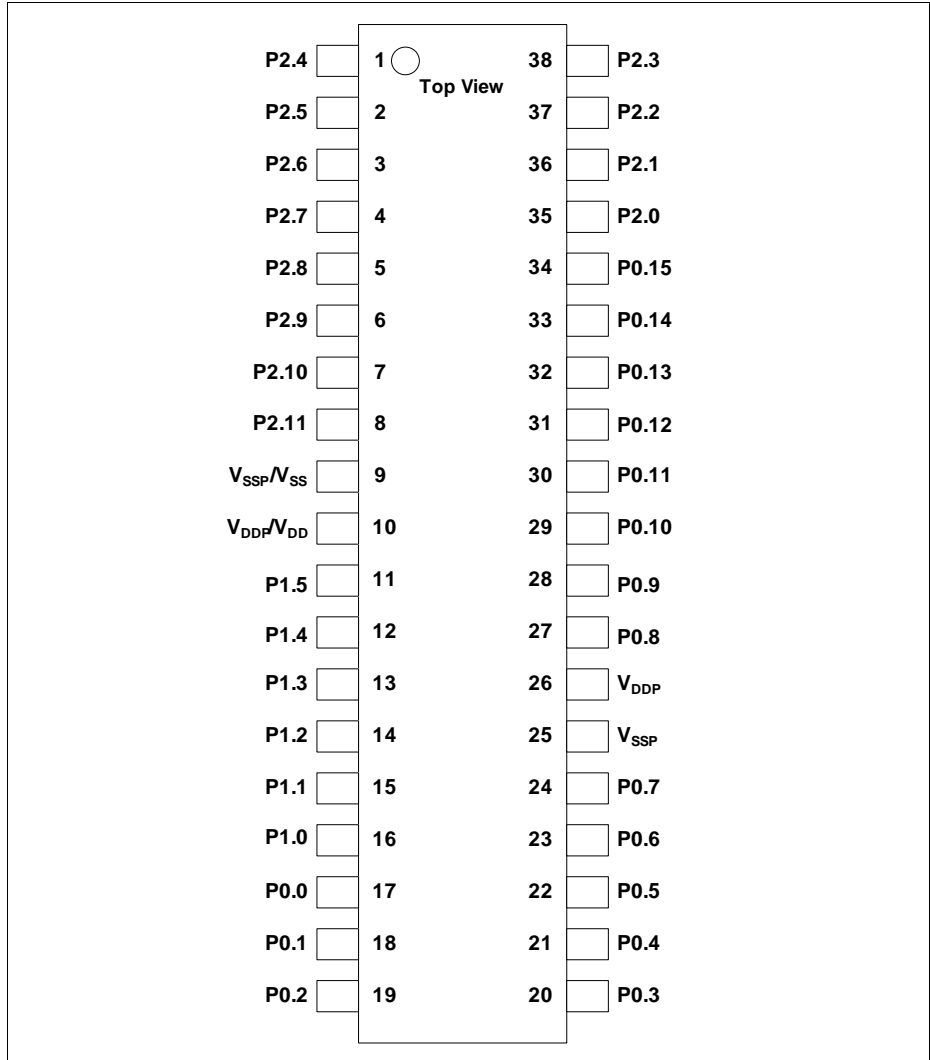 P2.4 1 38 P2.3
Top View
P2.5 2 37 P2.2
P2.6 3 36 P2.1
P2.7 4 35 P2.0
P2.8 5 34 P0.15
P2.9 6 33 P0.14
P2.10 7 32 P0.13
P2.11 8 31 P0.12
VSSP/VSS 9 30 P0.11
VDDP/VDD 10 29 P0.10
P1.5 11 28 P0.9
P1.4 12 27 P0.8
P1.3 13 26 VDDP
P1.2 14 25 VSSP
P1.1 15 24 P0.7
P1.0 16 23 P0.6
P0.0 17 22 P0.5
P0.1 18 21 P0.4
P0.2 19 20 P0.3